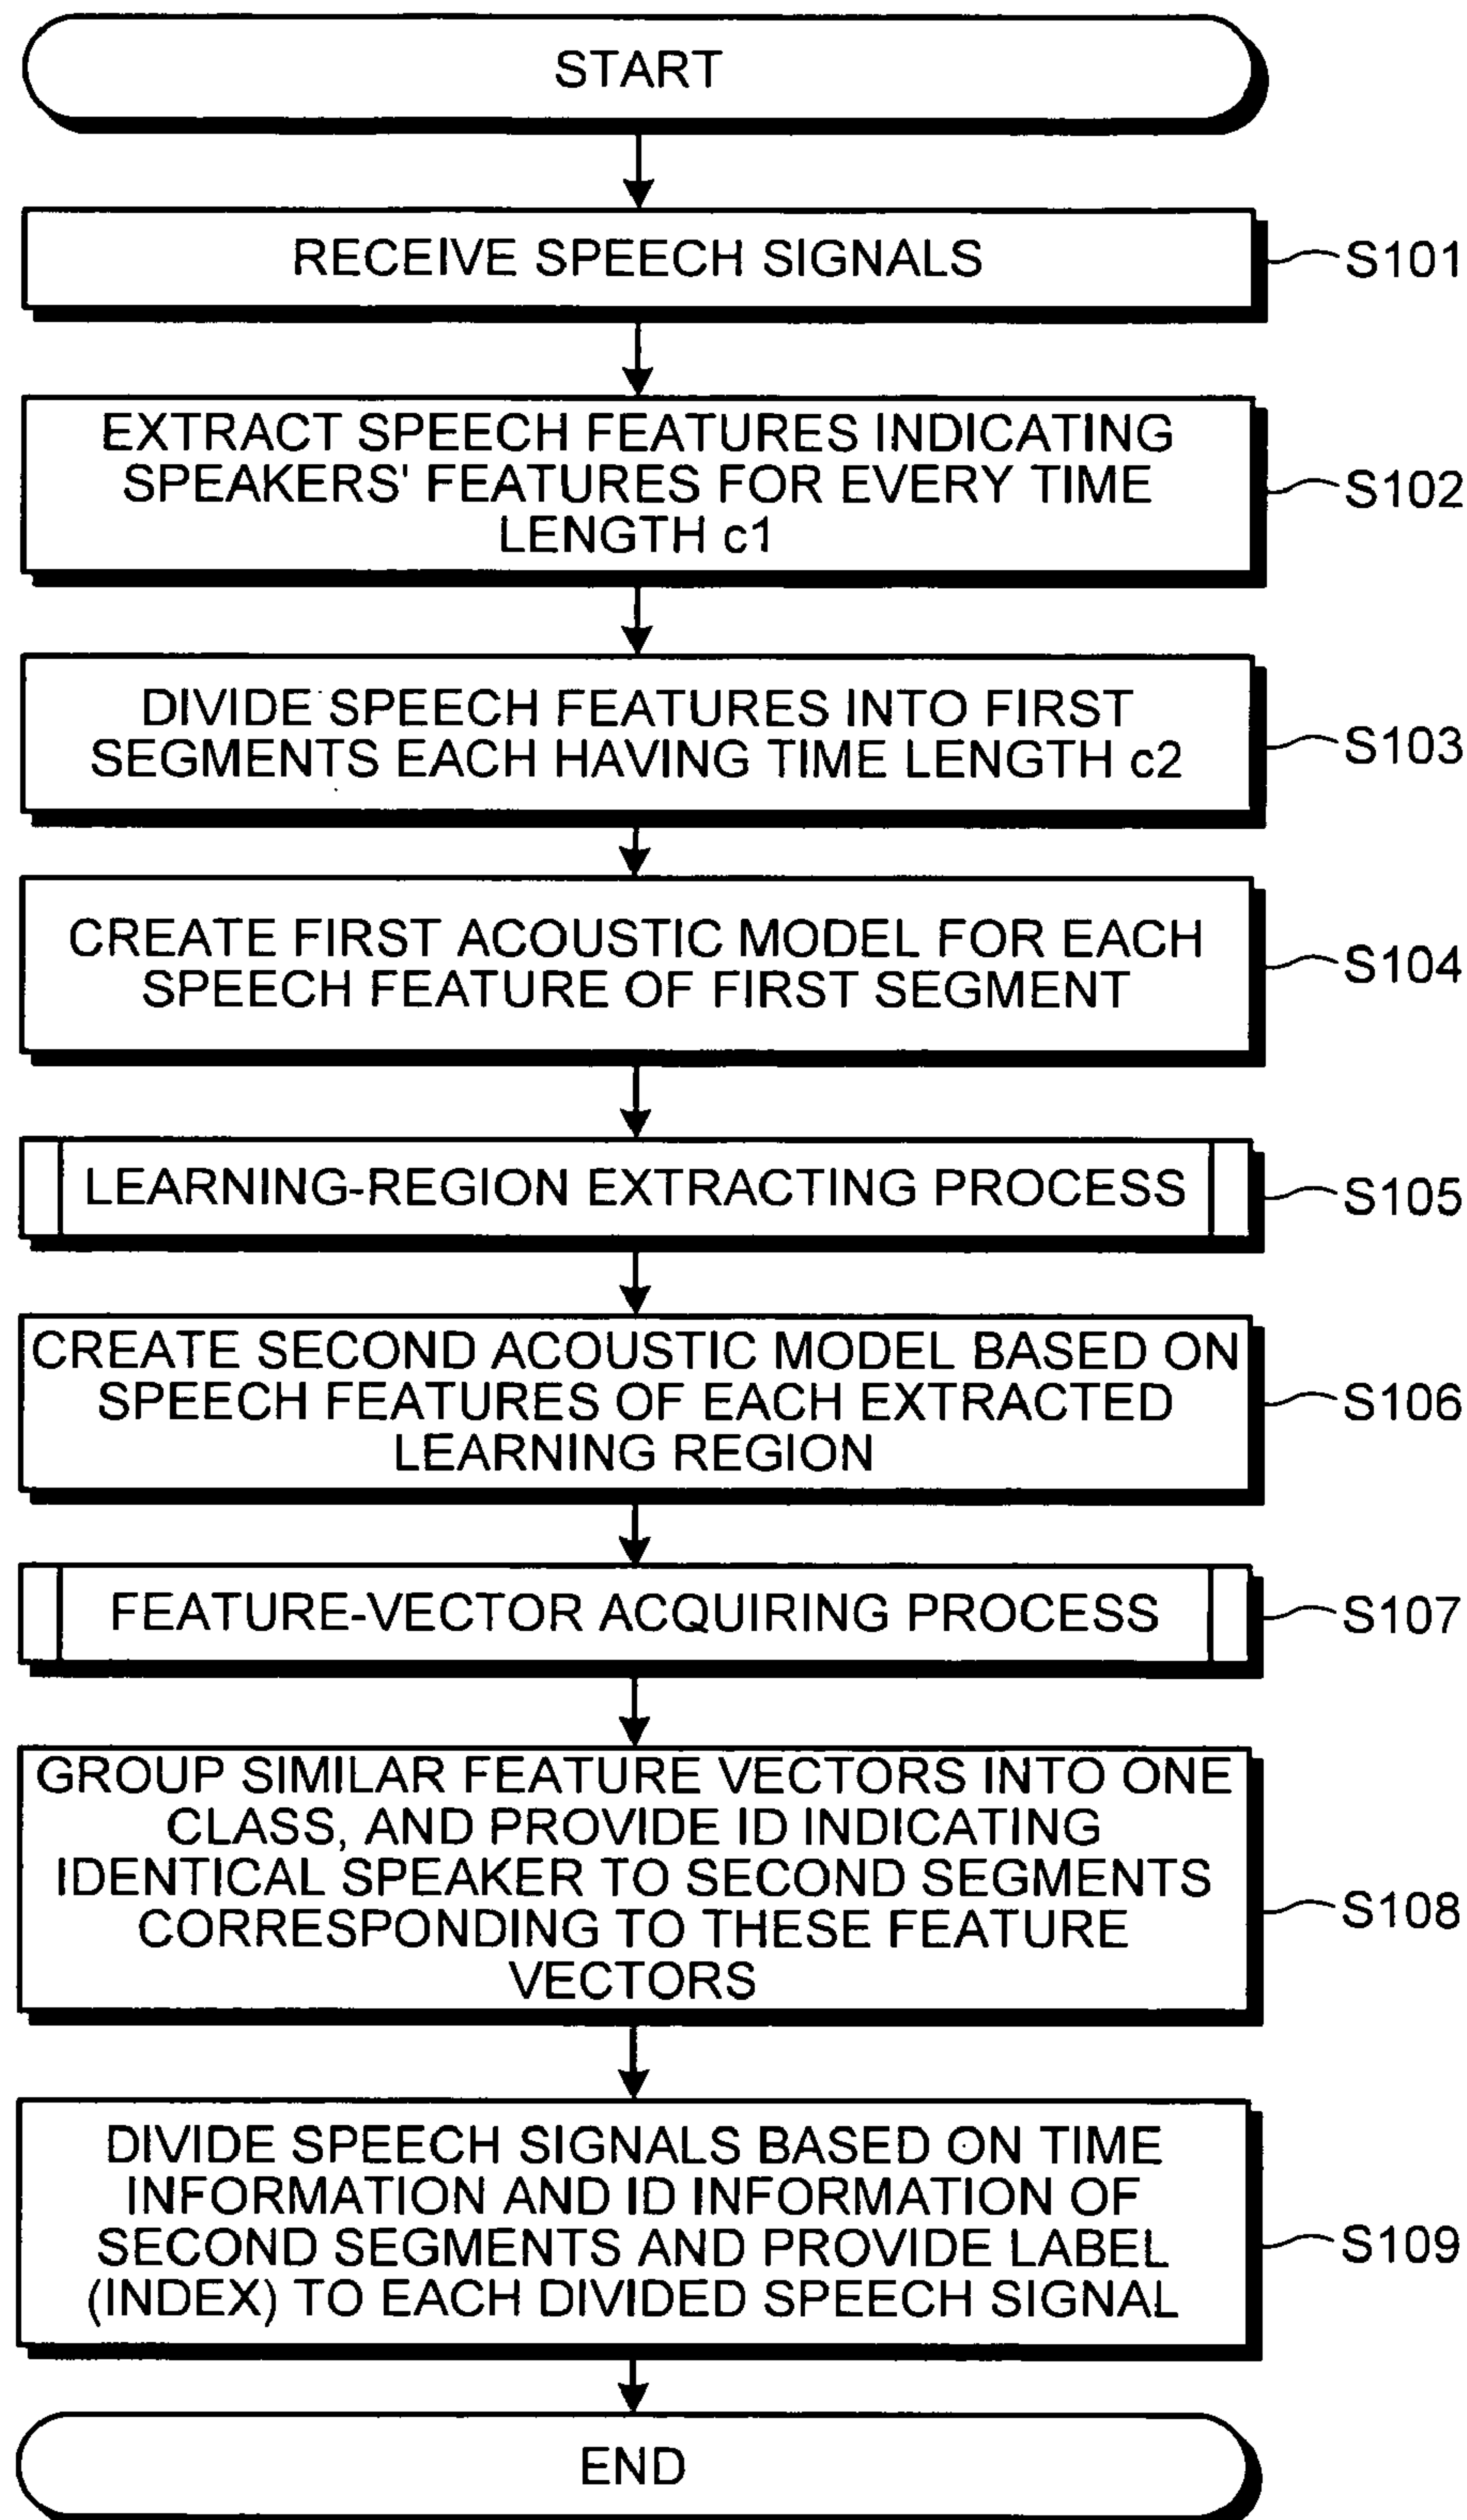 START
RECEIVE SPEECH SIGNALS
S101
EXTRACT SPEECH FEATURES INDICATING
SPEAKERS' FEATURES FOR EVERY TIME
LENGTH c1
S102
DIVIDE SPEECH FEATURES INTO FIRST
SEGMENTS EACH HAVING TIME LENGTH c2
S103
CREATE FIRST ACOUSTIC MODEL FOR EACH
SPEECH FEATURE OF FIRST SEGMENT
S104
LEARNING-REGION EXTRACTING PROCESS
S105
CREATE SECOND ACOUSTIC MODEL BASED ON
SPEECH FEATURES OF EACH EXTRACTED
LEARNING REGION
S106
FEATURE-VECTOR ACQUIRING PROCESS
S107
GROUP SIMILAR FEATURE VECTORS INTO ONE
CLASS, AND PROVIDE ID INDICATING
IDENTICAL SPEAKER TO SECOND SEGMENTS
CORRESPONDING TO THESE FEATURE
VECTORS
S108
DIVIDE SPEECH SIGNALS BASED ON TIME
INFORMATION AND ID INFORMATION OF
SECOND SEGMENTS AND PROVIDE LABEL
(INDEX) TO EACH DIVIDED SPEECH SIGNAL
S109
END